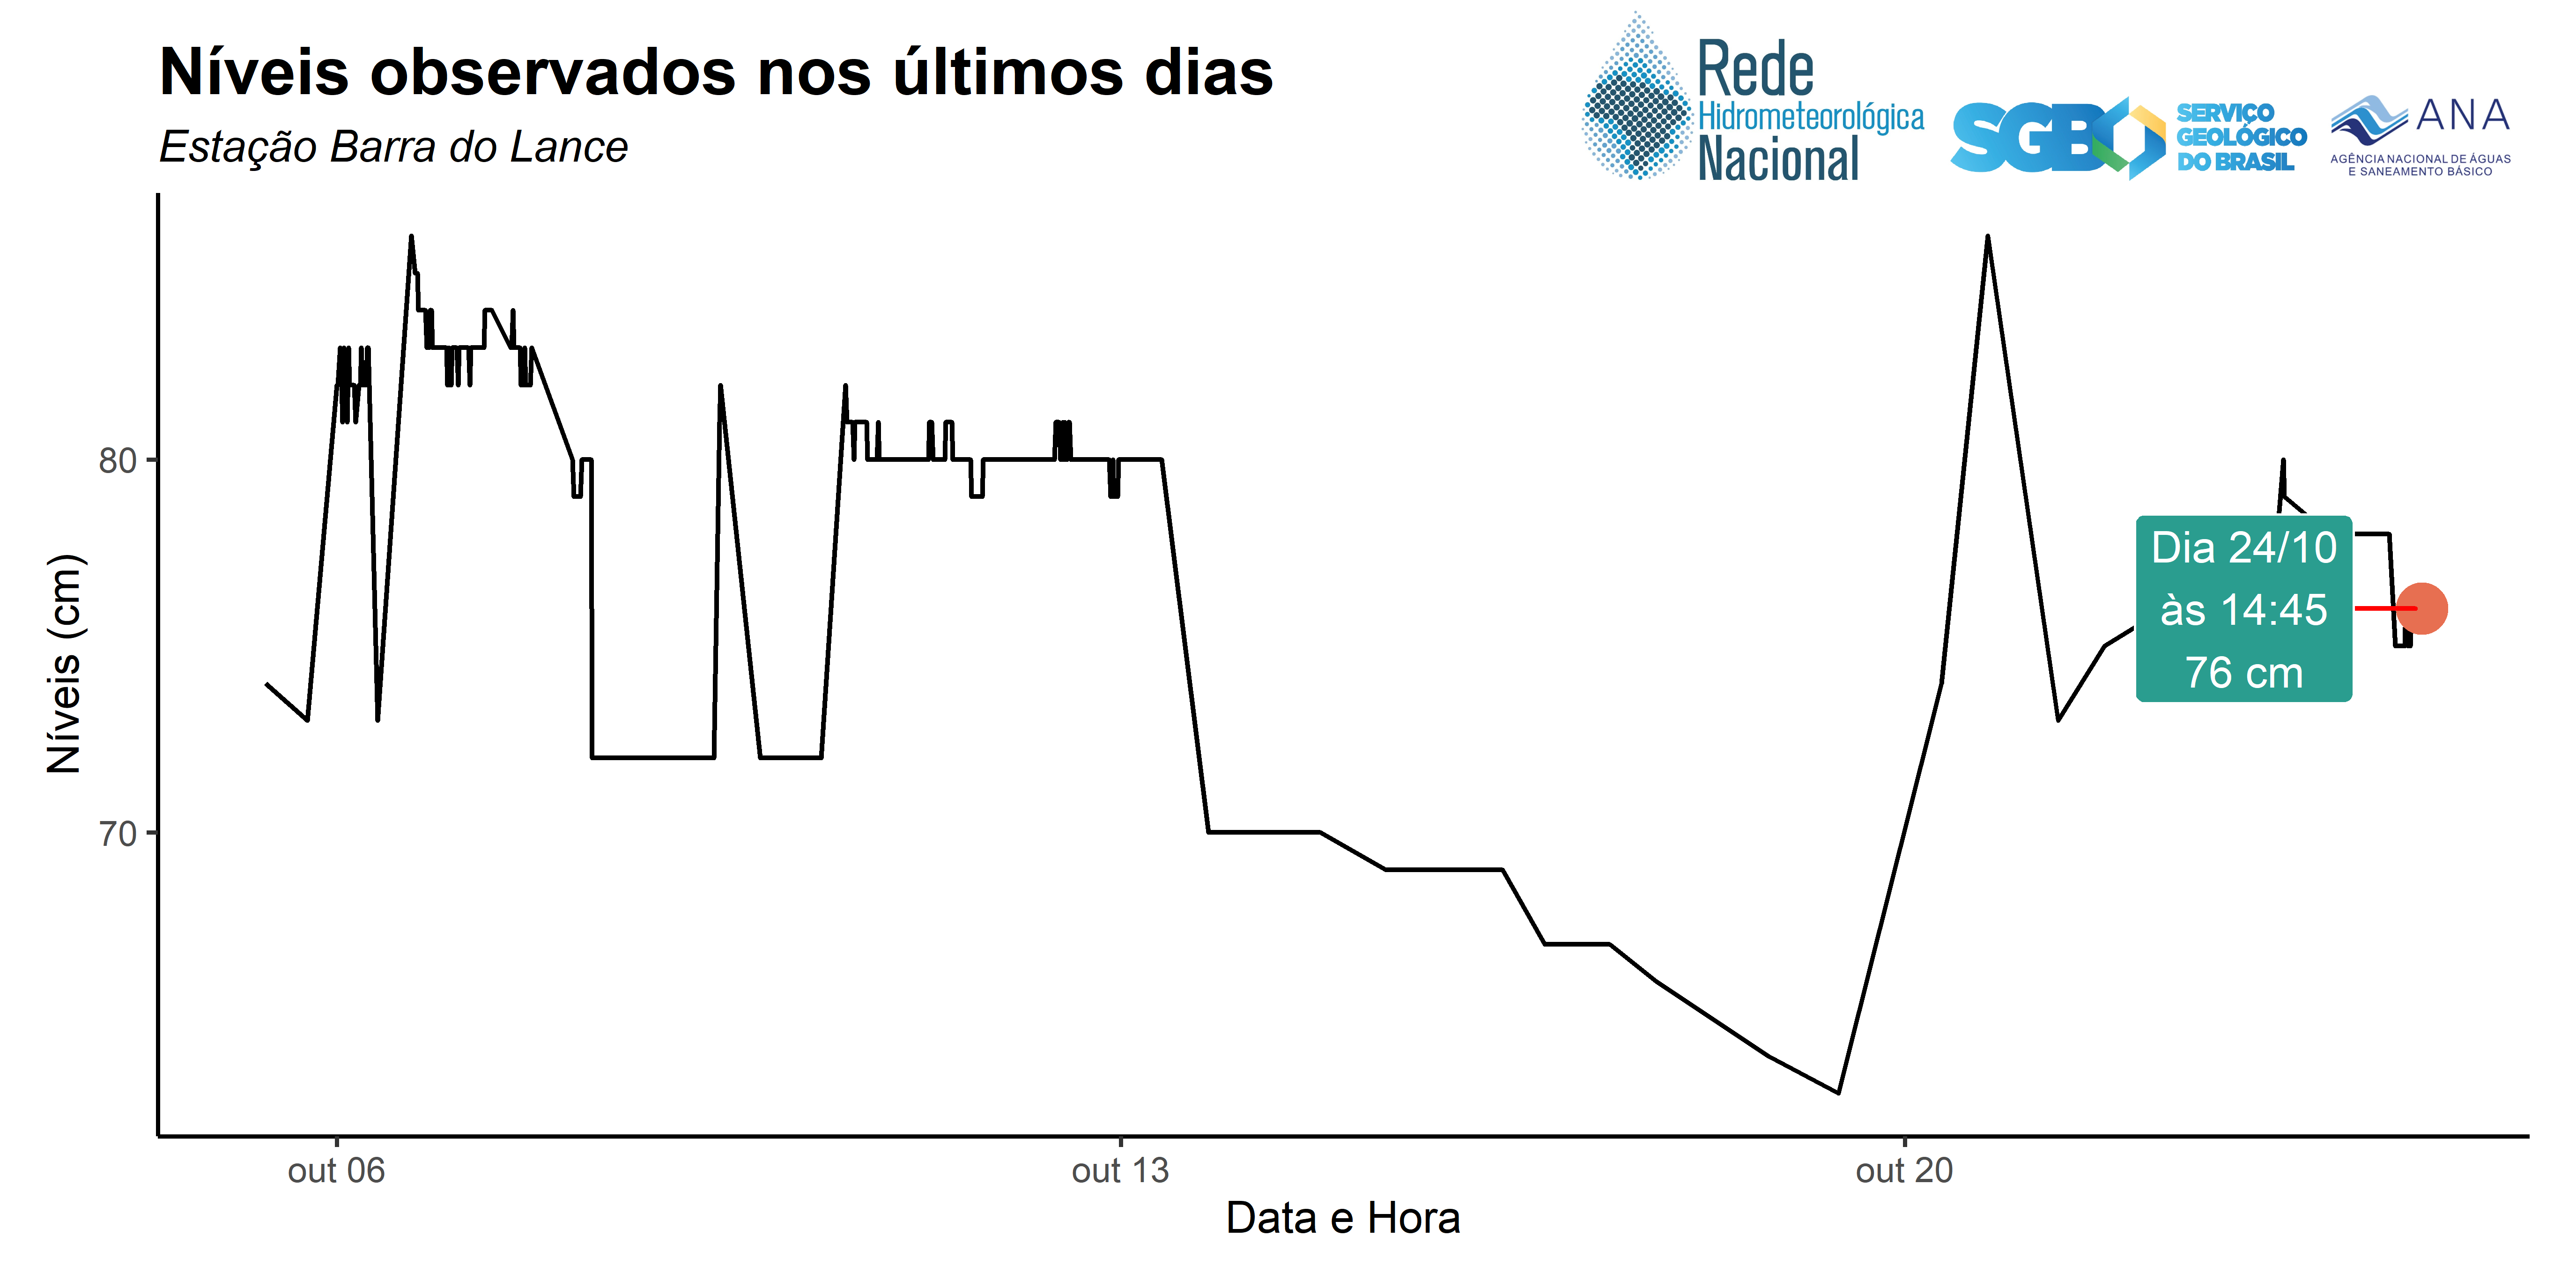 Níveis observados nos últimos dias
Estação Barra do Lance
Rede
Hidrometeorológica
Nacional
SGB
SERVIÇO
GEOLÓGICO
DO BRASIL
ANA
AGÊNCIA NACIONAL DE ÁGUAS
E SANEAMENTO BÁSICO
Níveis (cm)
80
70
Dia 24/10
às 14:45
76 cm
out 06
out 13
out 20
Data e Hora